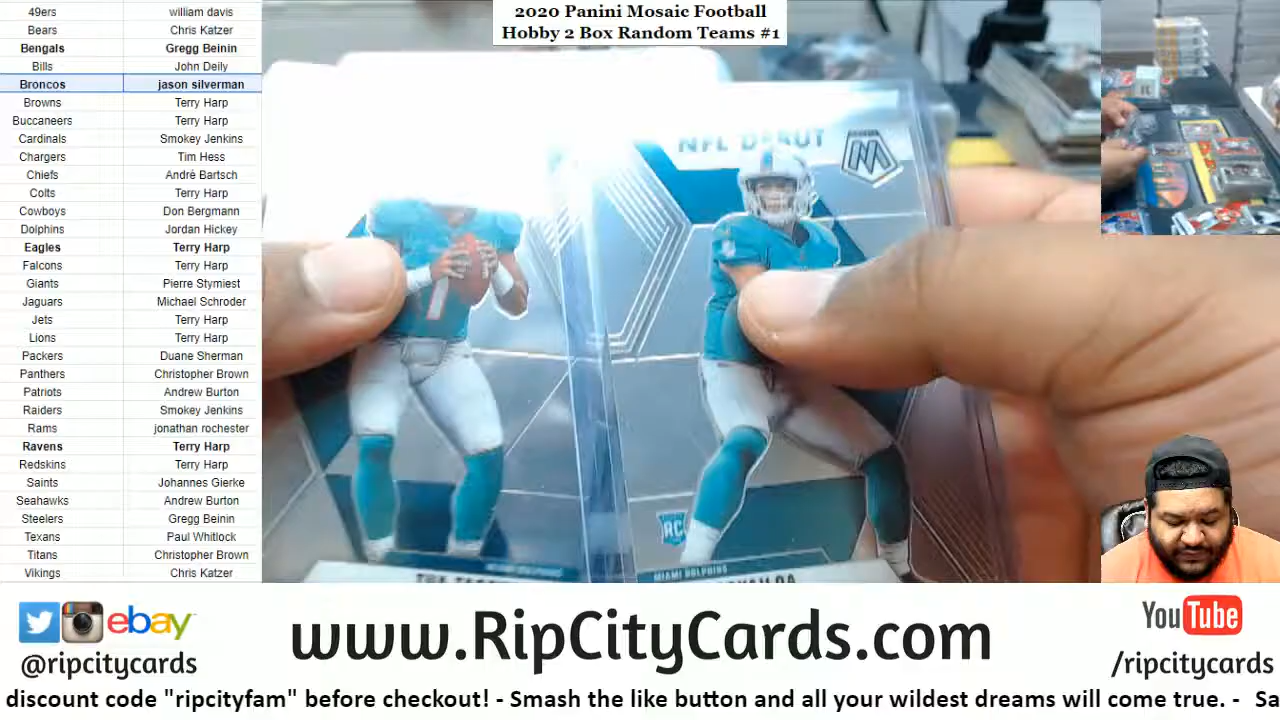 2020 Panini Mosaic Football
Hobby 2 Box Random Teams #1
49ers william davis
Bears Chris Katzer
Bengals Gregg Beinin
Bills John Deily
Broncos jason silverman
Browns Terry Harp
Buccaneers Terry Harp
Cardinals Smokey Jenkins
Chargers Tim Hess
Chiefs André Bartsch
Colts Terry Harp
Cowboys Don Bergmann
Dolphins Jordan Hickey
Eagles Terry Harp
Falcons Terry Harp
Giants Pierre Stymiest
Jaguars Michael Schroder
Jets Terry Harp
Lions Terry Harp
Packers Duane Sherman
Panthers Christopher Brown
Patriots Andrew Burton
Raiders Smokey Jenkins
Rams jonathan rochester
Ravens Terry Harp
Redskins Terry Harp
Saints Johannes Gierke
Seahawks Andrew Burton
Steelers Gregg Beinin
Texans Paul Whitlock
Titans Christopher Brown
Vikings Chris Katzer
NFL DEBUT
M
1
RC
MIAMI DOLPHINS
ebay
@ripcitycards
www.RipCityCards.com
YouTube
/ripcitycards
discount code "ripcityfam" before checkout! - Smash the like button and all your wildest dreams will come true. - Sa